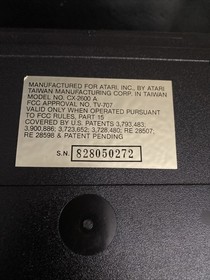 MANUFACTURED FOR ATARI, INC., BY ATARI
TAIWAN MANUFACTURING CORP. IN TAIWAN
MODEL NO. CX-2600 A
FCC APPROVAL NO. TV-707
VALID ONLY WHEN OPERATED PURSUANT
TO FCC RULES, PART 15
COVERED BY U.S. PATENTS 3,793,483;
3,900,886; 3,723,652; 3,728,480; RE 28507;
RE 28598 & PATENT PENDING
S.N. 828050272